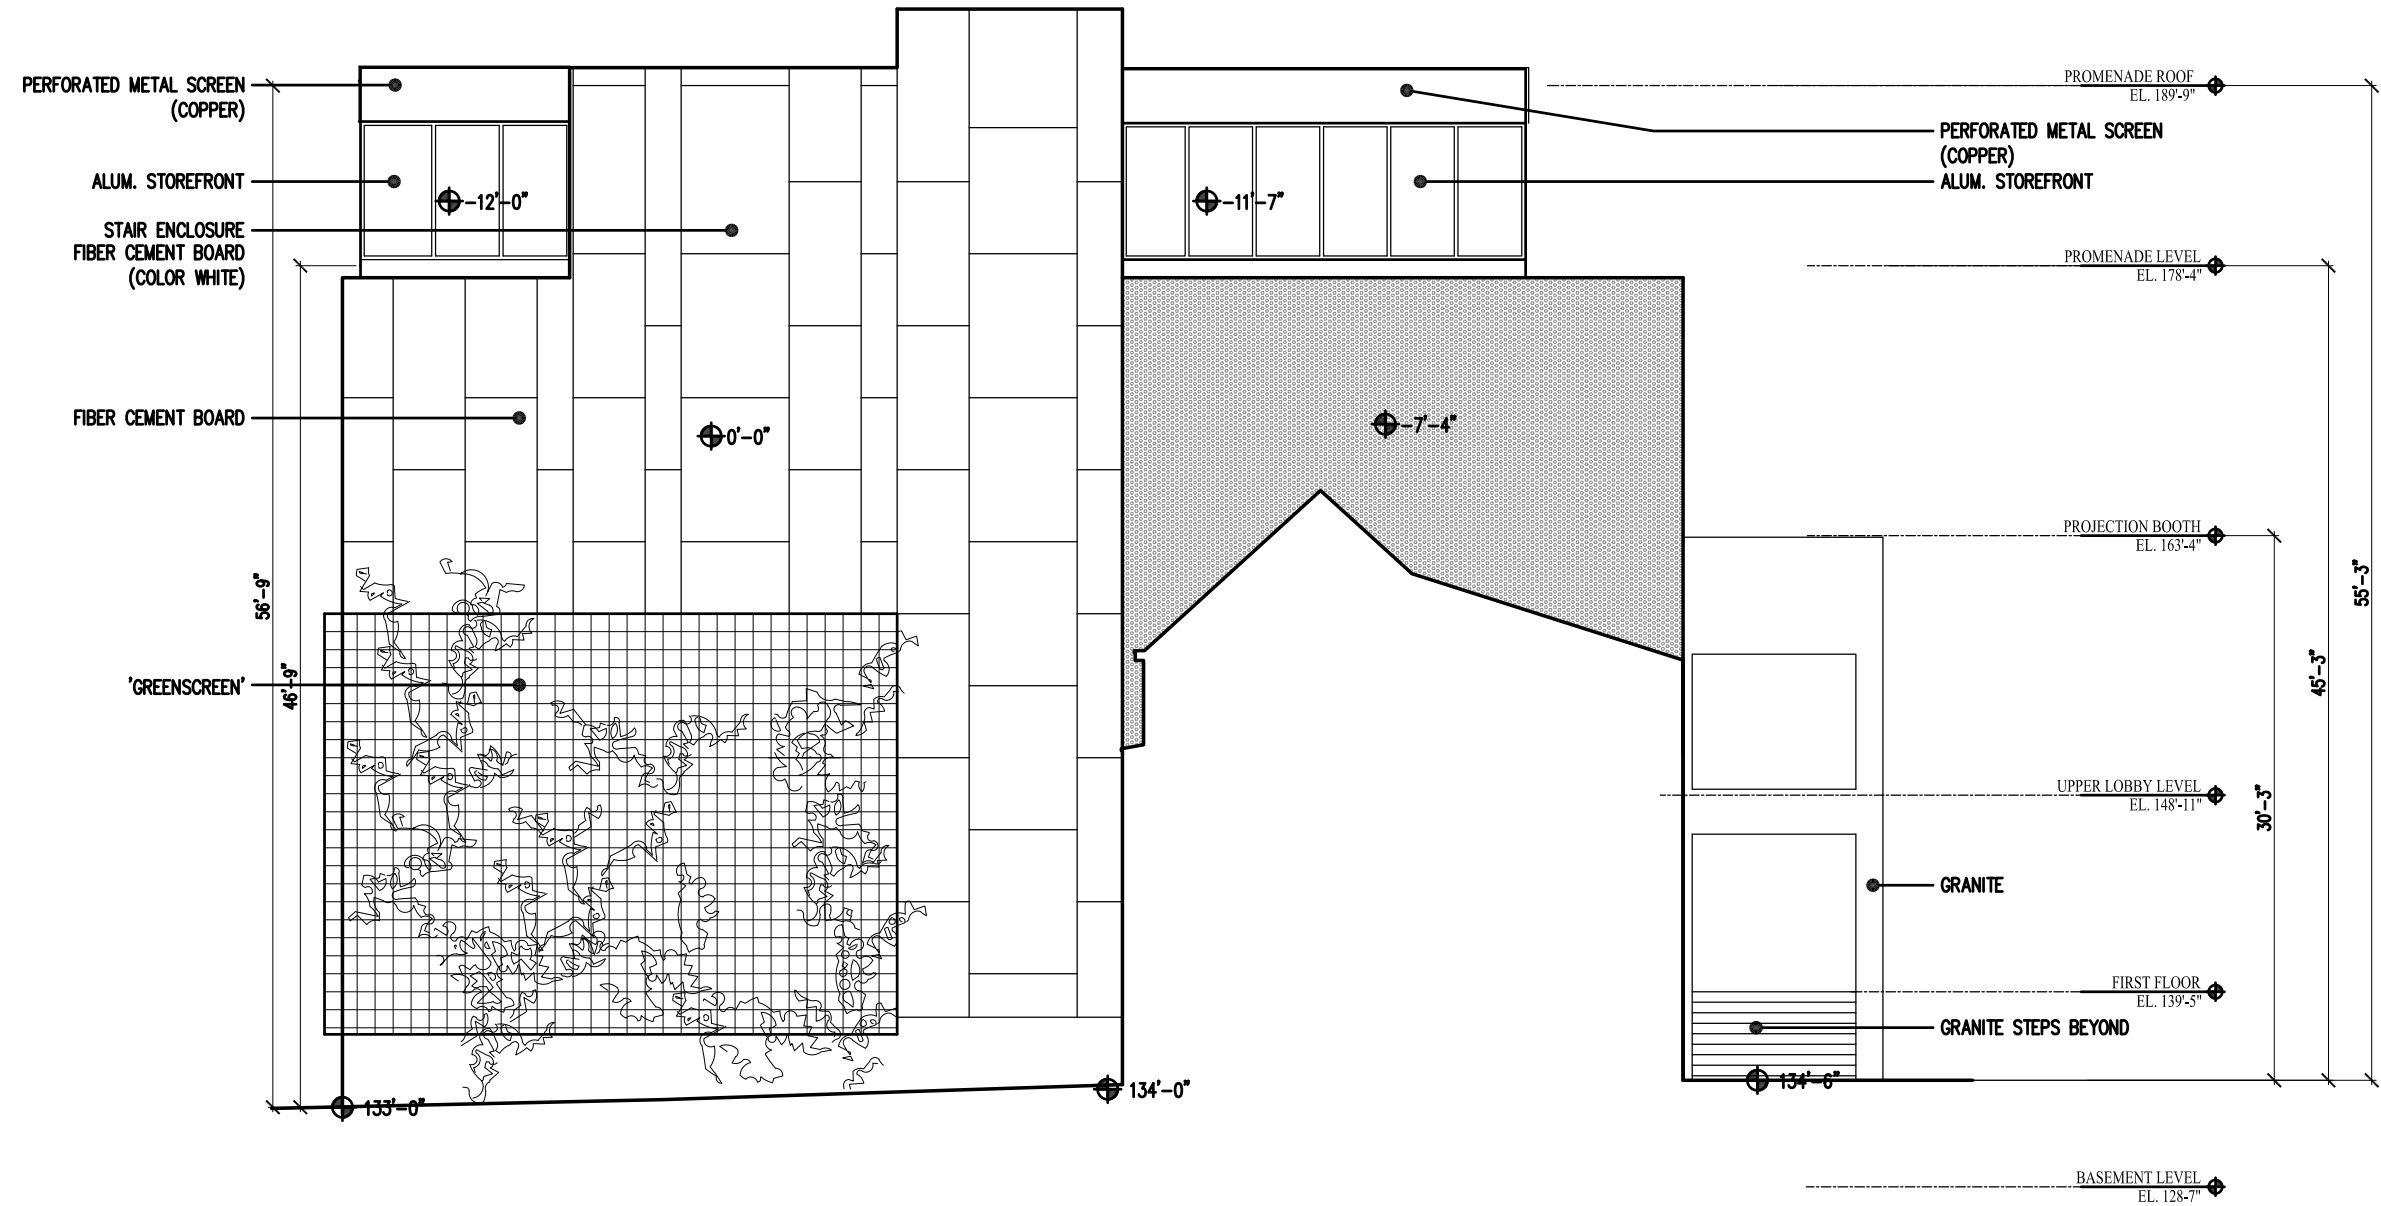 PERFORATED METAL SCREEN
(COPPER)
ALUM. STOREFRONT
-12'-0"
STAIR ENCLOSURE
FIBER CEMENT BOARD
(COLOR WHITE)
FIBER CEMENT BOARD
0'-0"
56'-9"
46'-9"
'GREENSCREEN'
133'-0"
134'-0"
-11'-7"
-7'-4"
PROMENADE ROOF
EL. 189'-9"
PERFORATED METAL SCREEN
(COPPER)
ALUM. STOREFRONT
PROMENADE LEVEL
EL. 178'-4"
PROJECTION BOOTH
EL. 163'-4"
55'-3"
45'-3"
30'-3"
UPPER LOBBY LEVEL
EL. 148'-11"
GRANITE
FIRST FLOOR
EL. 139'-5"
GRANITE STEPS BEYOND
134'-6"
BASEMENT LEVEL
EL. 128-7"